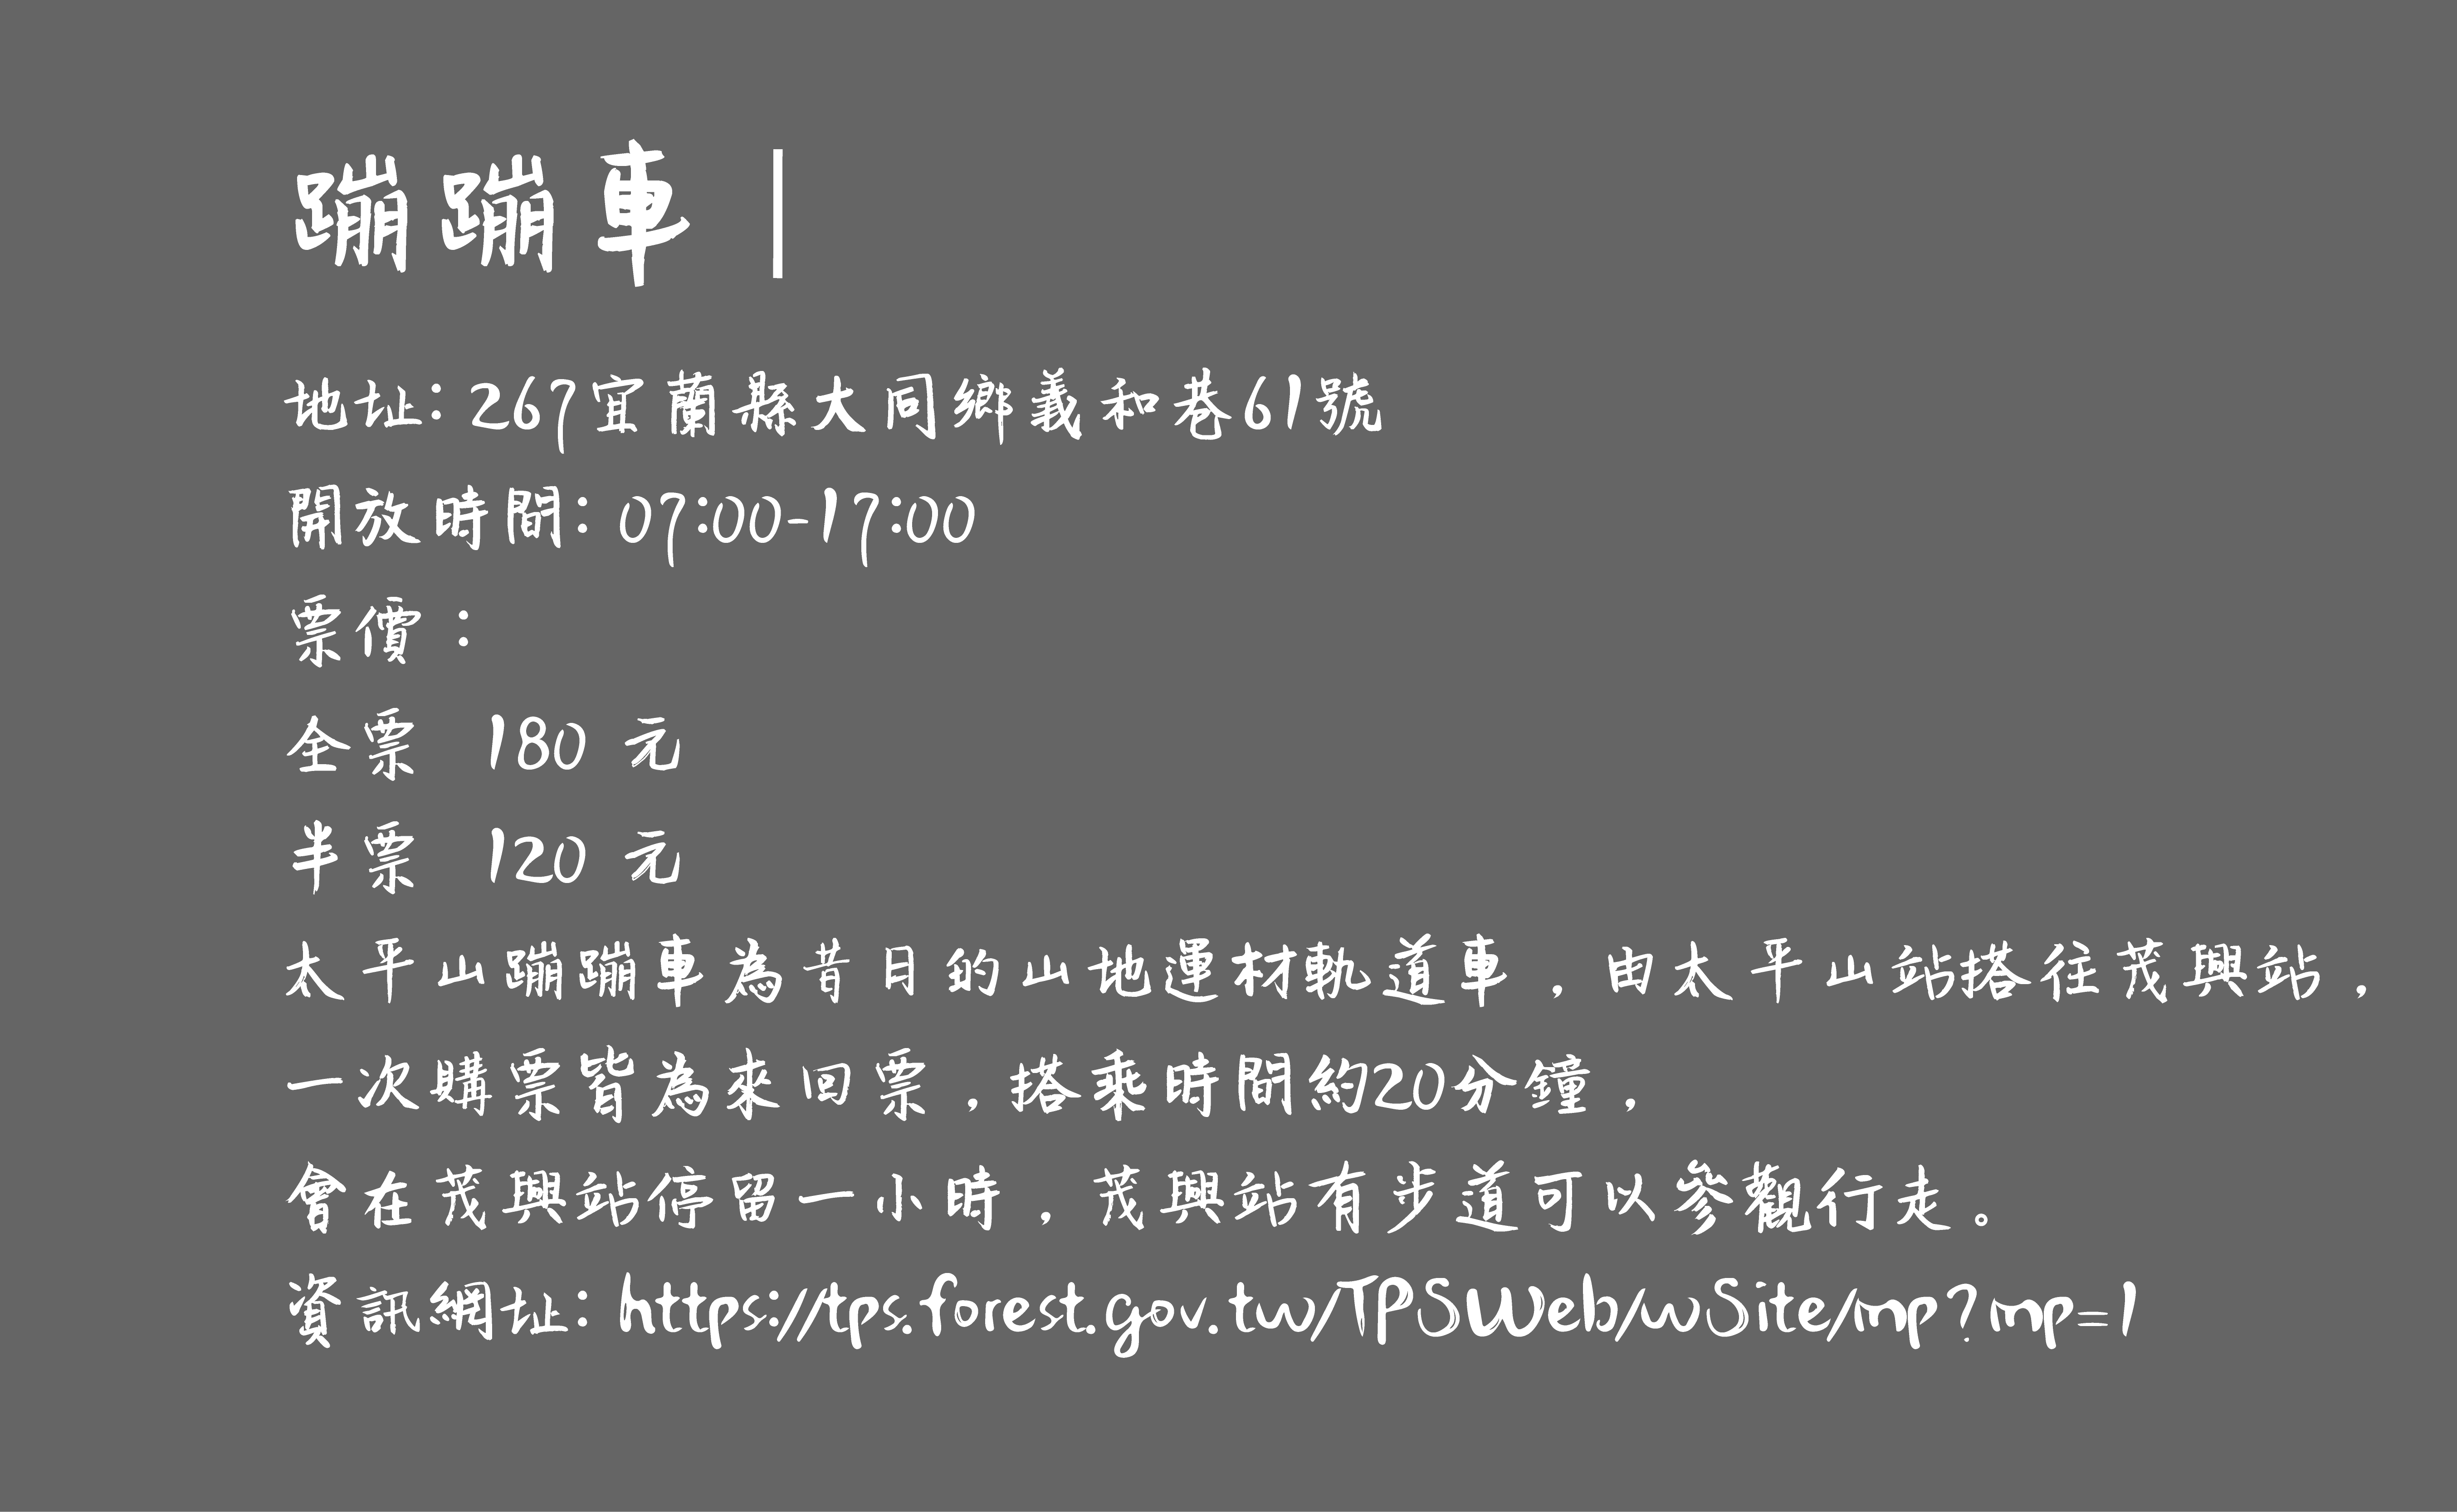 蹦蹦車｜
地址：267宜蘭縣大同鄉義和巷61號
開放時間：07:00-17:00
票價：
全票 180 元
半票 120 元
太平山蹦蹦車為昔日的山地運材軌道車，由太平山站搭往茂興站，
一次購票皆為來回票，搭乘時間約20分鐘，
會在茂興站停留一小時，茂興站有步道可以參觀行走。
資訊網址：https://tps.forest.gov.tw/TPSWWeb/wSite/mp?mp=1